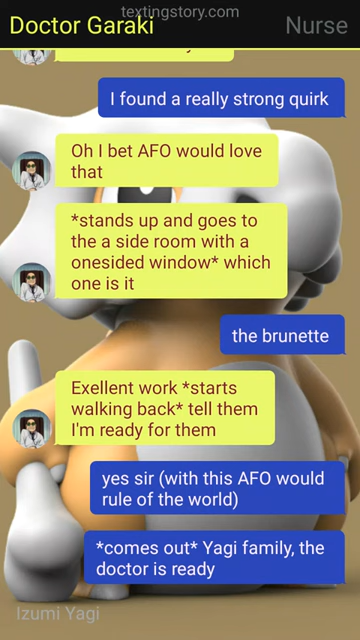 textingstory.com
Doctor Garaki
Nurse
I found a really strong quirk
Oh I bet AFO would love
that
*stands up and goes to
the a side room with a
onesided window* which
one is it
the brunette
Exellent work *starts
walking back* tell them
I'm ready for them
yes sir (with this AFO would
rule of the world)
*comes out* Yagi family, the
doctor is ready
Izumi Yagi